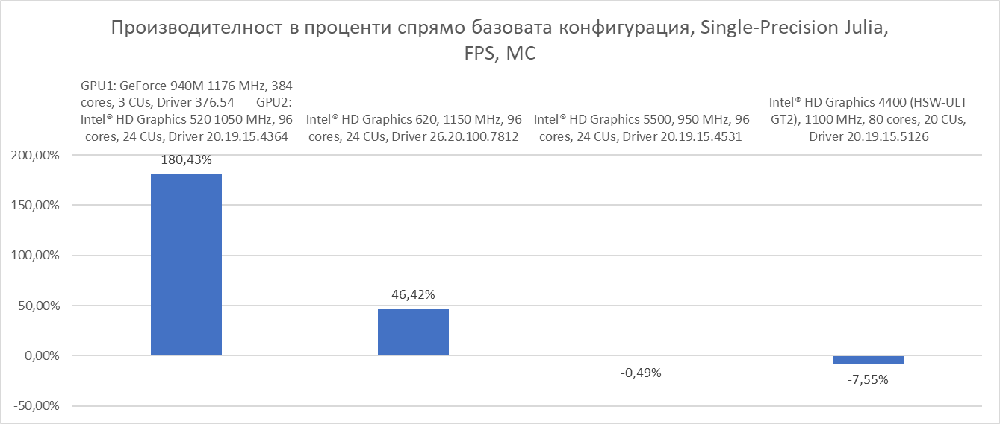 Производителност в проценти спрямо базовата конфигурация, Single-Precision Julia,
FPS, МС
GPU1: GeForce 940M 1176 MHz, 384
cores, 3 CUs, Driver 376.54 GPU2:
Intel® HD Graphics 520 1050 MHz, 96
cores, 24 CUs, Driver 20.19.15.4364
Intel® HD Graphics 620, 1150 MHz, 96
cores, 24 CUs, Driver 26.20.100.7812
Intel® HD Graphics 5500, 950 MHz, 96
cores, 24 CUs, Driver 20.19.15.4531
Intel® HD Graphics 4400 (HSW-ULT
GT2), 1100 MHz, 80 cores, 20 CUs,
Driver 20.19.15.5126
200,00%
150,00%
100,00%
50,00%
0,00%
-50,00%
180,43%
46,42%
-0,49%
-7,55%